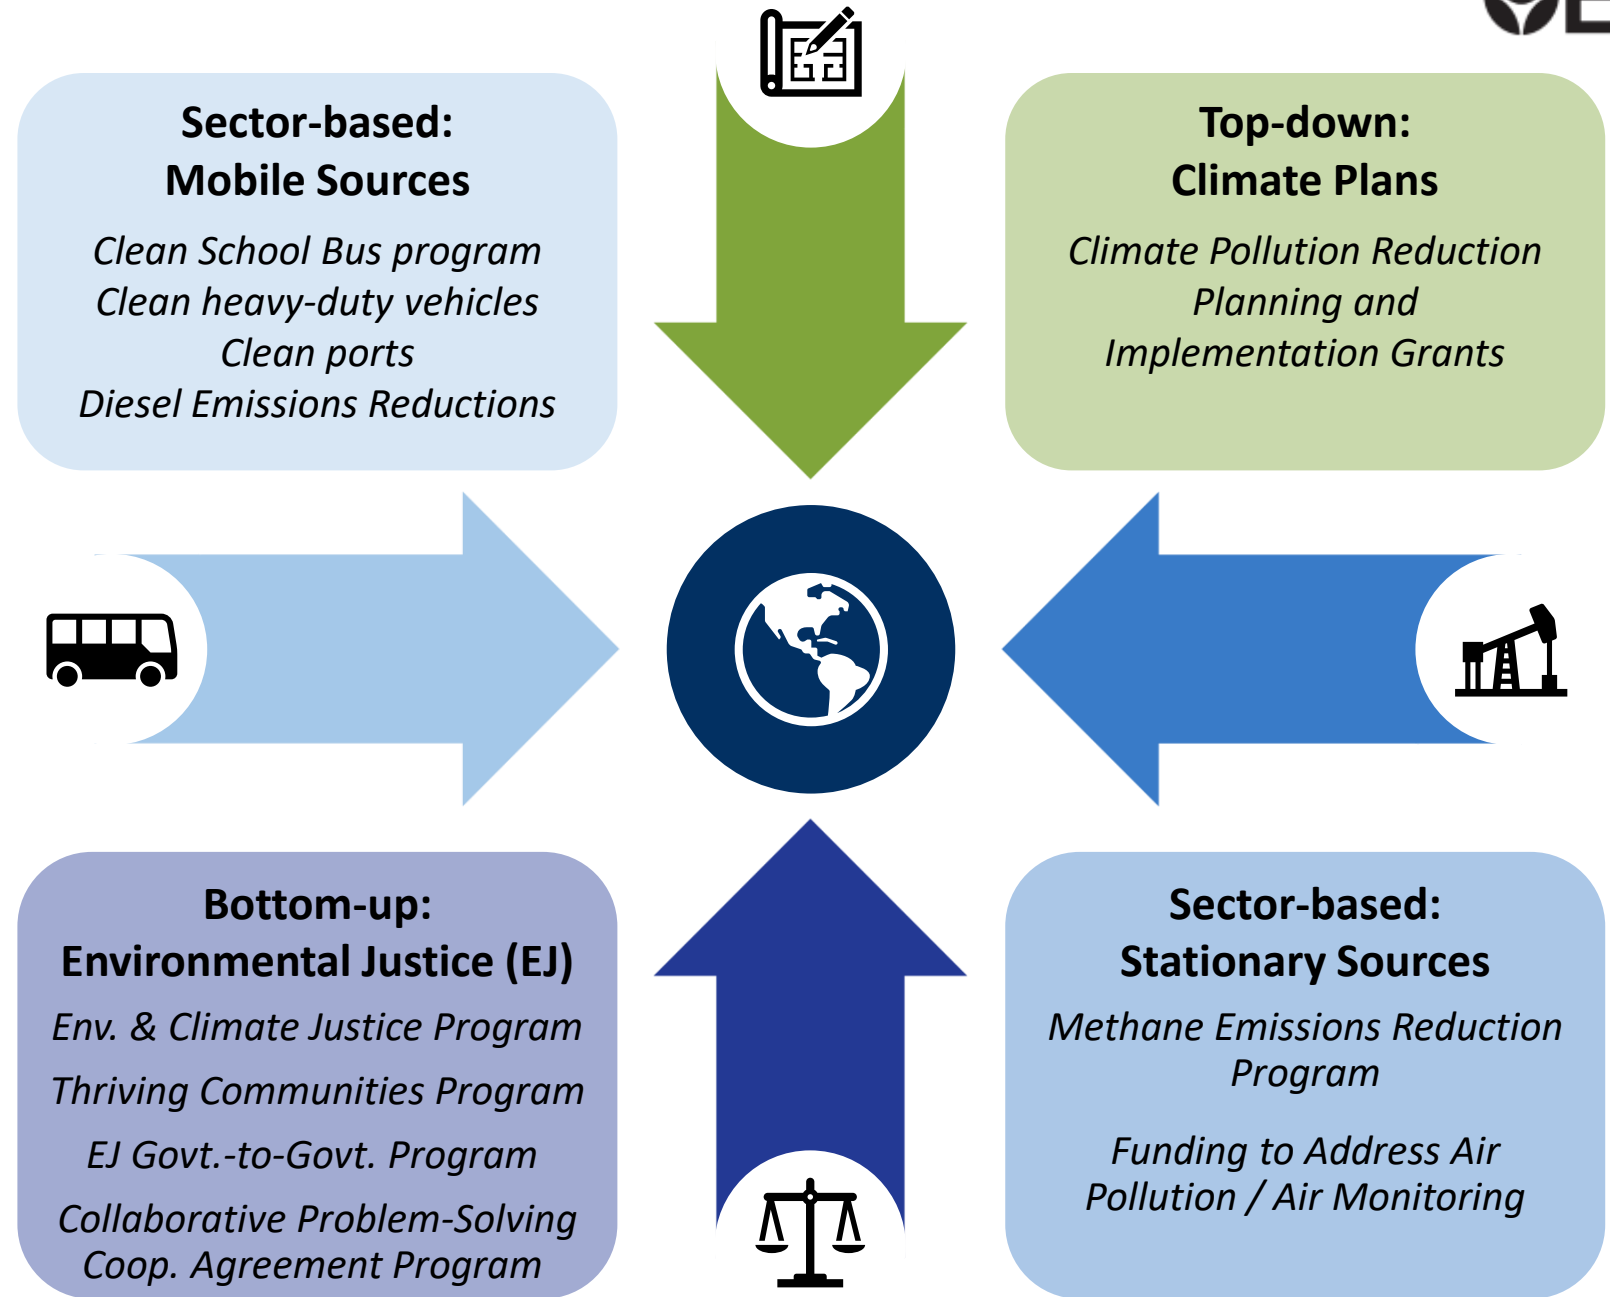 Sector-based:
Mobile Sources
Clean School Bus program
Clean heavy-duty vehicles
Clean ports
Diesel Emissions Reductions
Top-down:
Climate Plans
Climate Pollution Reduction
Planning and
Implementation Grants
Bottom-up:
Environmental Justice (EJ)
Env. & Climate Justice Program
Thriving Communities Program
EJ Govt.-to-Govt. Program
Collaborative Problem-Solving
Coop. Agreement Program
Sector-based:
Stationary Sources
Methane Emissions Reduction
Program
Funding to Address Air
Pollution / Air Monitoring